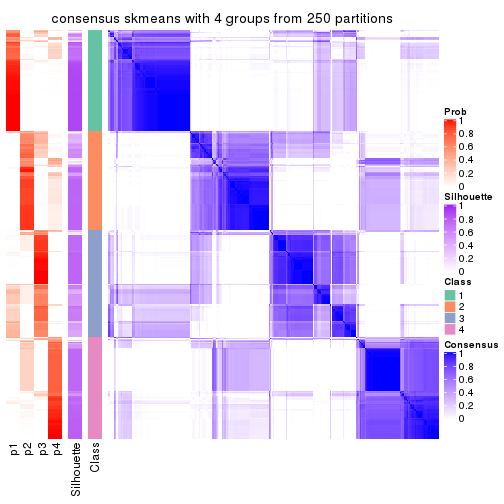 consensus skmeans with 4 groups from 250 partitions
Prob
1
0.8
0.6
0.4
0.2
0
Silhouette
1
0.8
0.6
0.4
0.2
0
Class
1
2
3
4
Consensus
1
0.8
0.6
0.4
0.2
0
p1
p2
p3
p4
Silhouette
Class